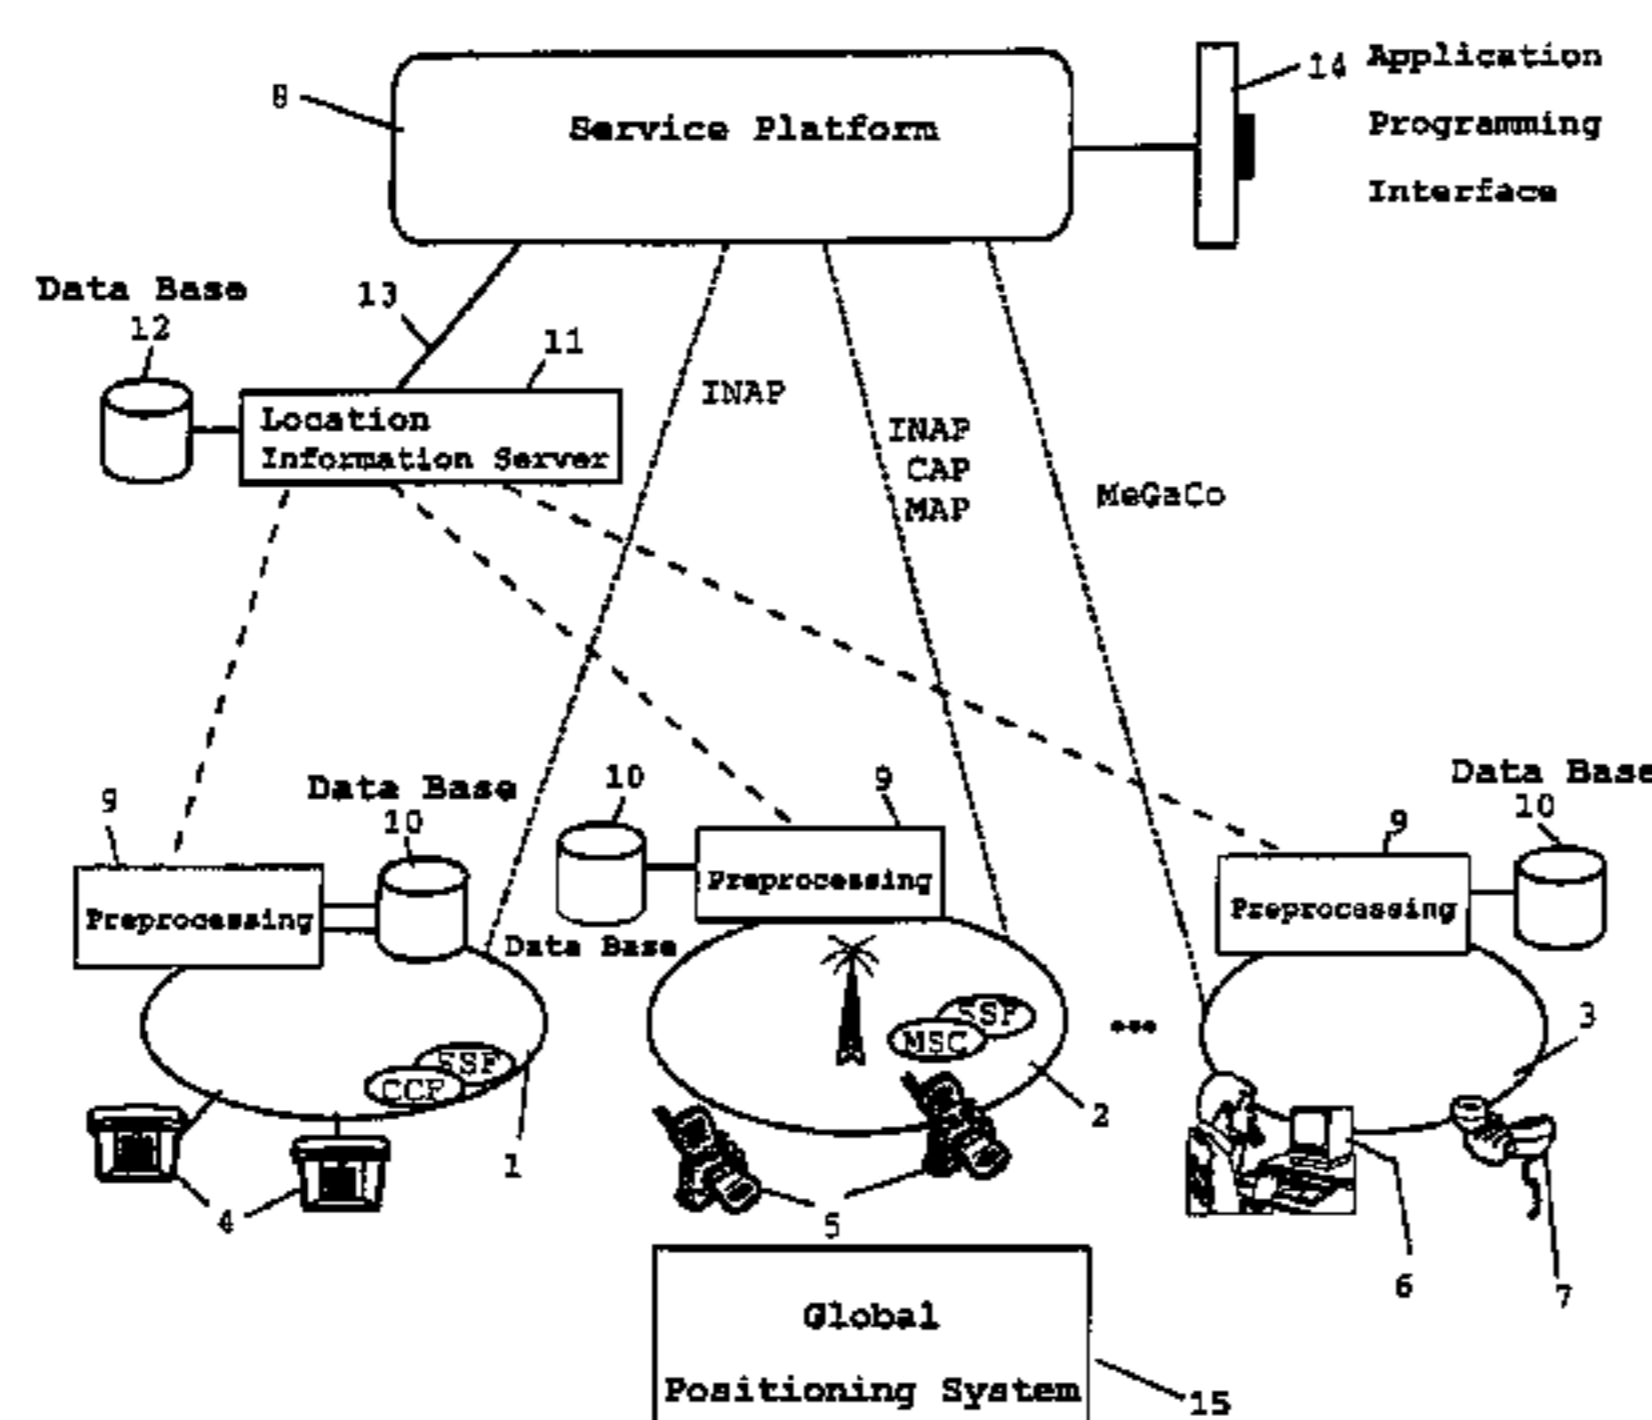 8
Service Platform
14 Application
Programming
Interface
Data Base
12
13
11
Location
Information Server
INAP
INAP
CAP
MAP
MeGaCo
9
Data Base
10
Preprocessing
10
9
Preprocessing
Data Base
Data Base
10
9
Preprocessing
SSF
CCF
1
SSF
MSC
2
...
3
4
5
6
7
Global
Positioning System
15